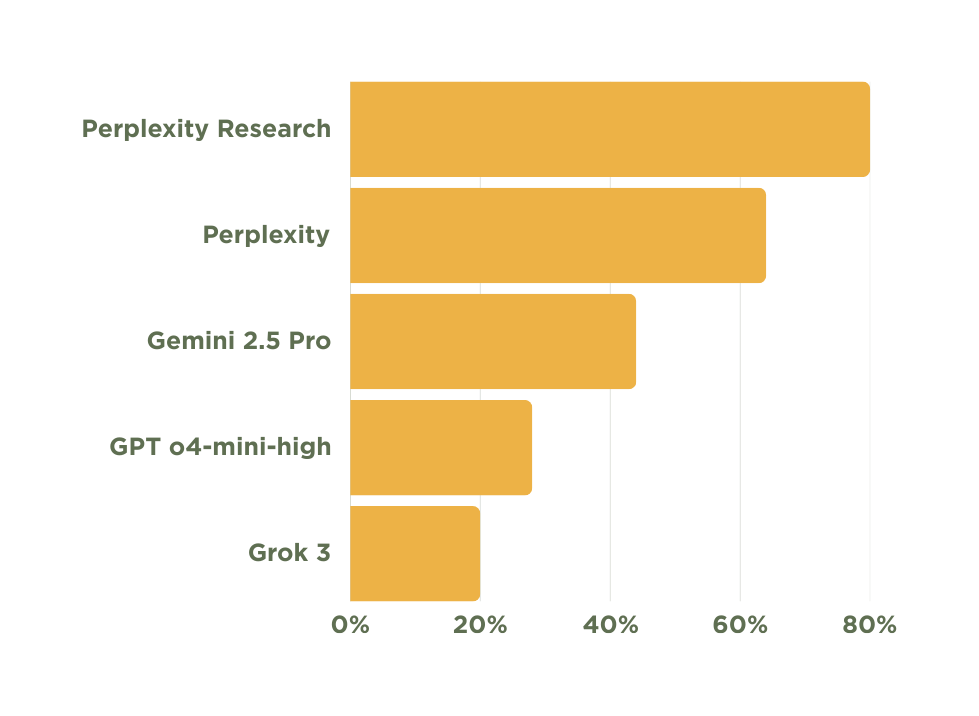 Perplexity Research
Perplexity
Gemini 2.5 Pro
GPT o4-mini-high
Grok 3
0% 20% 40% 60% 80%